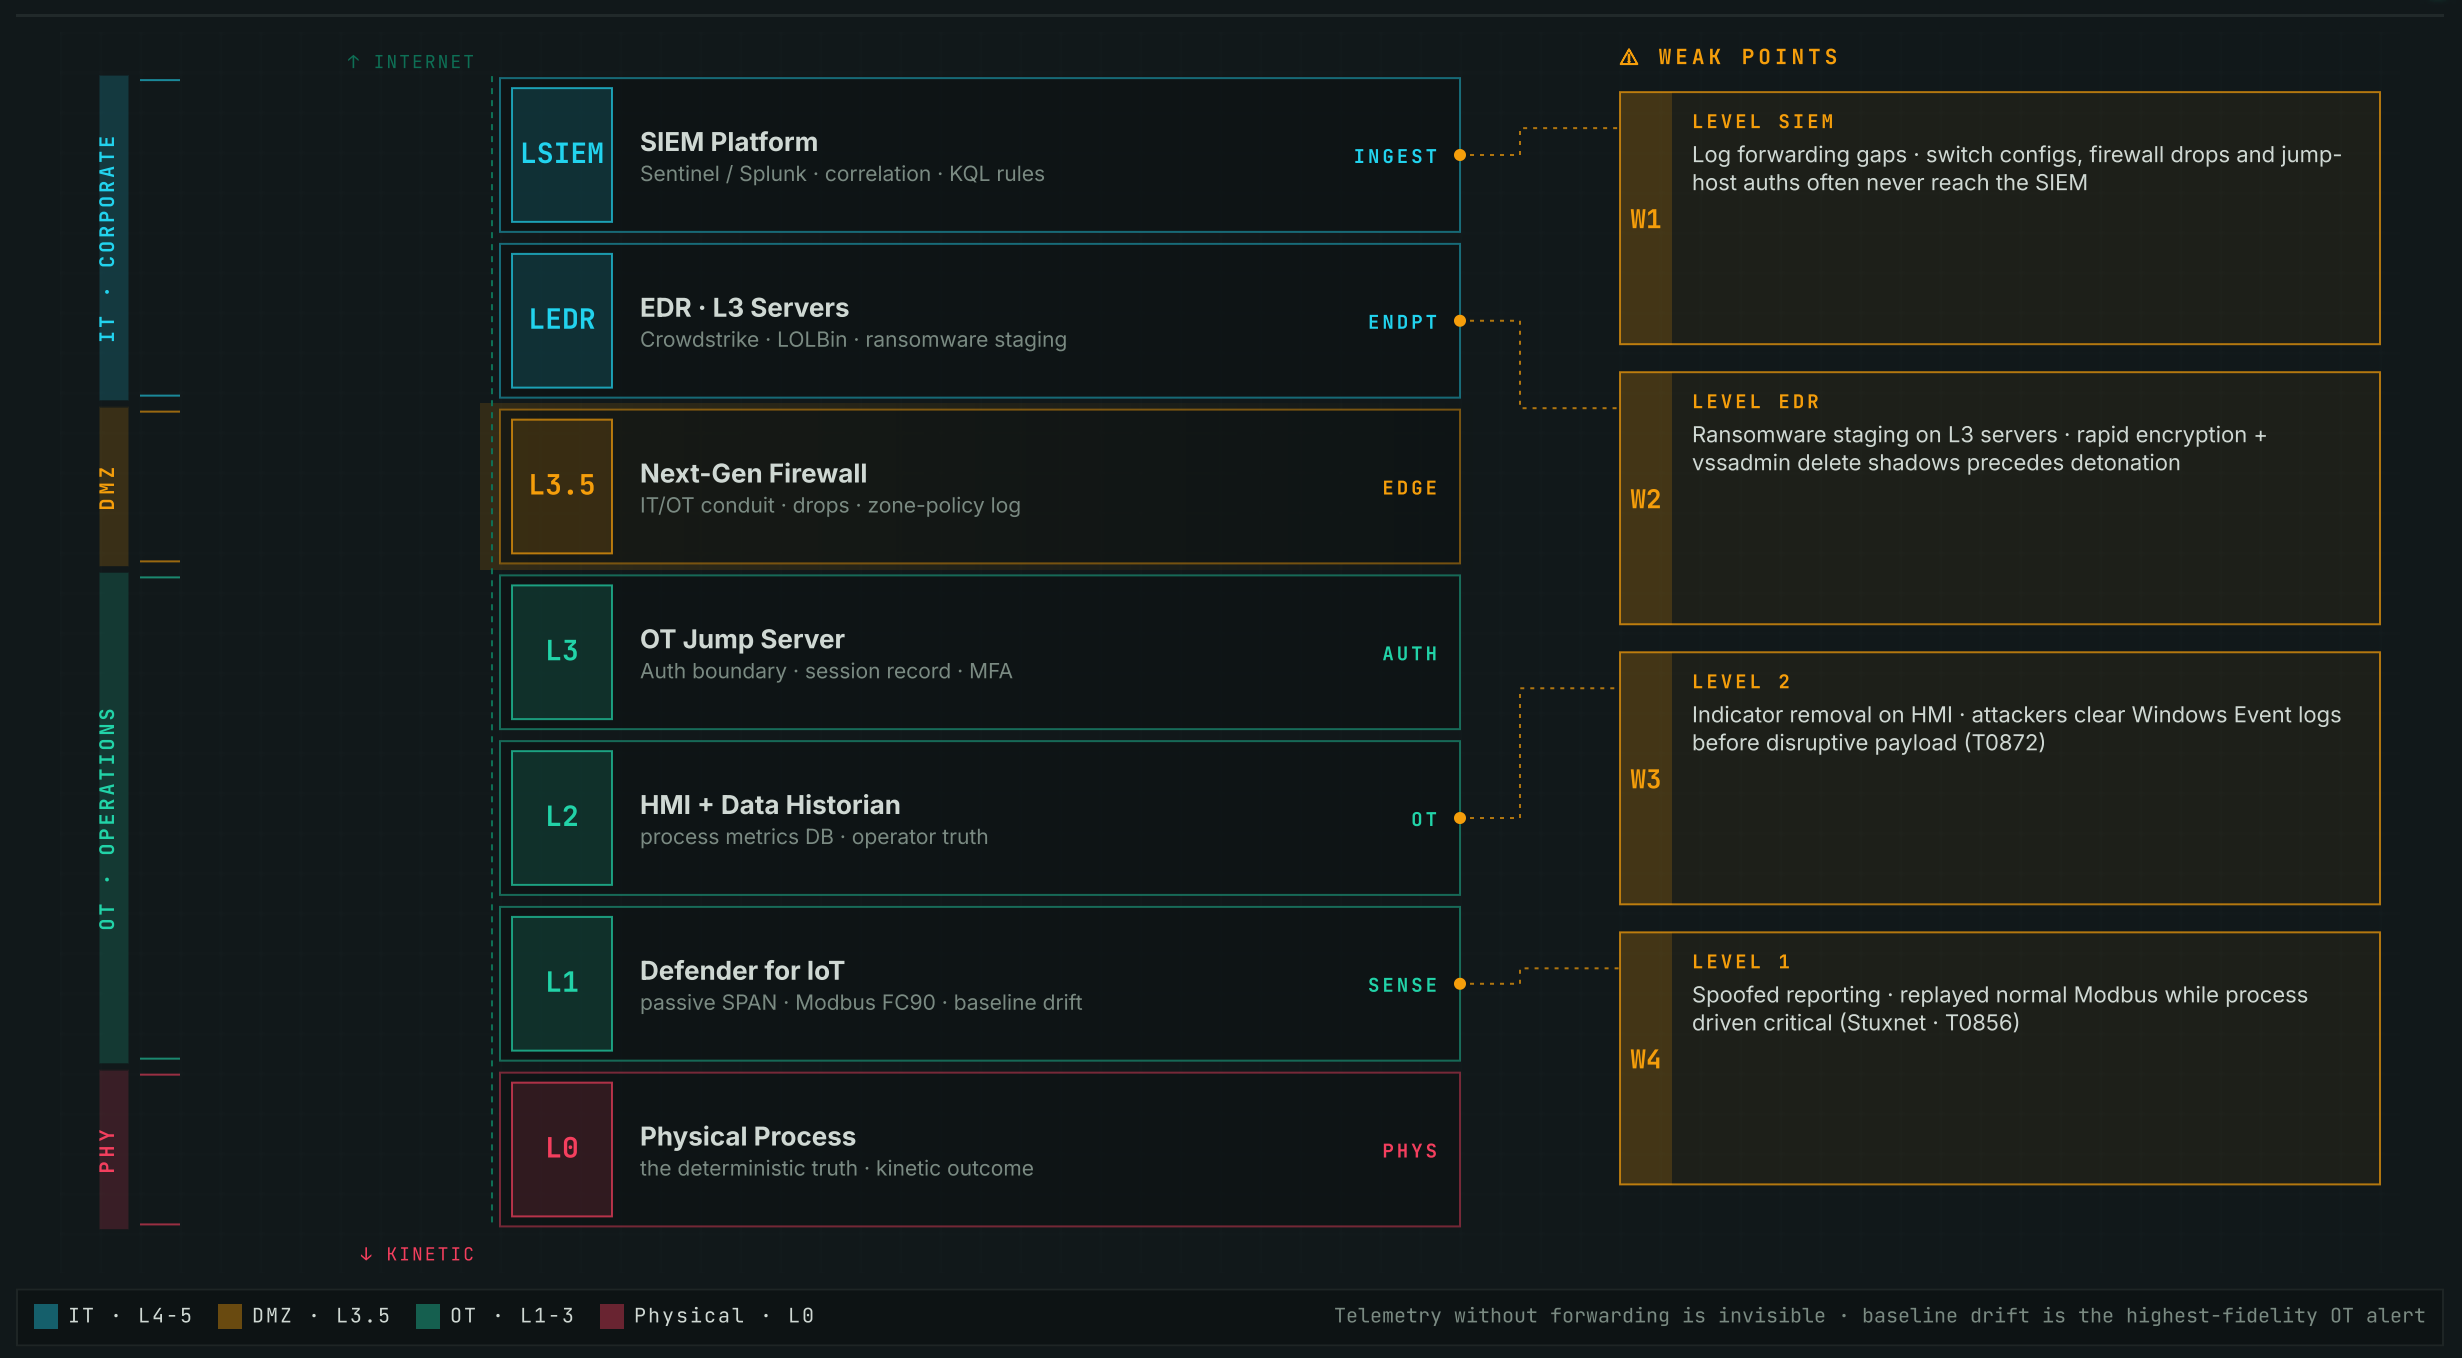 ↑ INTERNET
IT · CORPORATE
DMZ
OT · OPERATIONS
PHY
LSIEM
SIEM Platform
Sentinel / Splunk · correlation · KQL rules
INGEST
LEDR
EDR · L3 Servers
Crowdstrike · LOLBin · ransomware staging
ENDPT
L3.5
Next-Gen Firewall
IT/OT conduit · drops · zone-policy log
EDGE
L3
OT Jump Server
Auth boundary · session record · MFA
AUTH
L2
HMI + Data Historian
process metrics DB · operator truth
OT
L1
Defender for IoT
passive SPAN · Modbus FC90 · baseline drift
SENSE
L0
Physical Process
the deterministic truth · kinetic outcome
PHYS
↓ KINETIC
⚠ WEAK POINTS
W1
LEVEL SIEM
Log forwarding gaps · switch configs, firewall drops and jump-
host auths often never reach the SIEM
W2
LEVEL EDR
Ransomware staging on L3 servers · rapid encryption +
vssadmin delete shadows precedes detonation
W3
LEVEL 2
Indicator removal on HMI · attackers clear Windows Event logs
before disruptive payload (T0872)
W4
LEVEL 1
Spoofed reporting · replayed normal Modbus while process
driven critical (Stuxnet · T0856)
IT · L4-5
DMZ · L3.5
OT · L1-3
Physical · L0
Telemetry without forwarding is invisible · baseline drift is the highest-fidelity OT alert